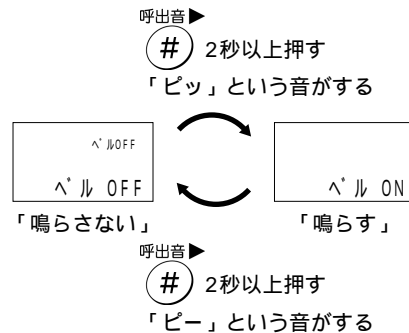 呼出音▶
# 2秒以上押す
「ピッ」という音がする
ﾍﾞﾙOFF
ﾍﾞﾙ OFF
ﾍﾞﾙ ON
「鳴らさない」
「鳴らす」
呼出音▶
# 2秒以上押す
「ピー」という音がする